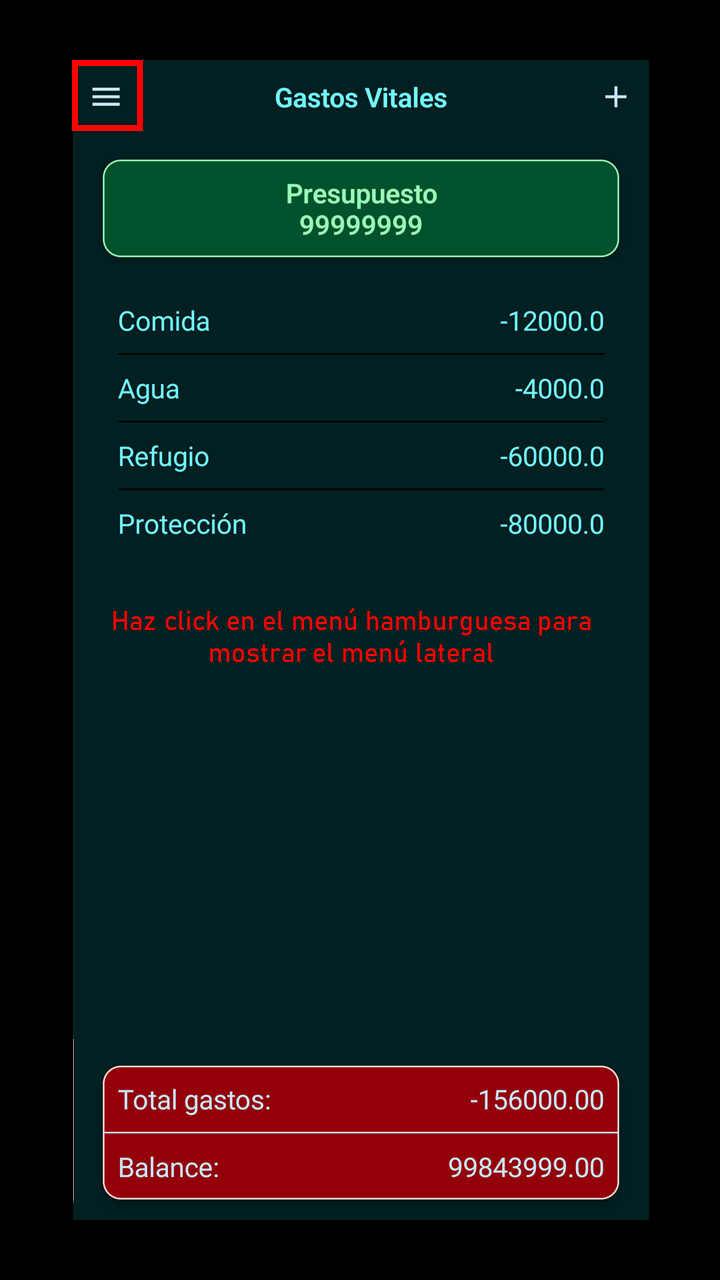 Gastos Vitales +
Presupuesto
99999999
Comida -12000.0
Agua -4000.0
Refugio -60000.0
Protección -80000.0
Haz click en el menú hamburguesa para
mostrar el menú lateral
Total gastos: -156000.00
Balance: 99843999.00